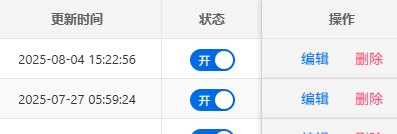 更新时间 状态 操作
2025-08-04 15:22:56 开 编辑 删除
2025-07-27 05:59:24 开 编辑 删除